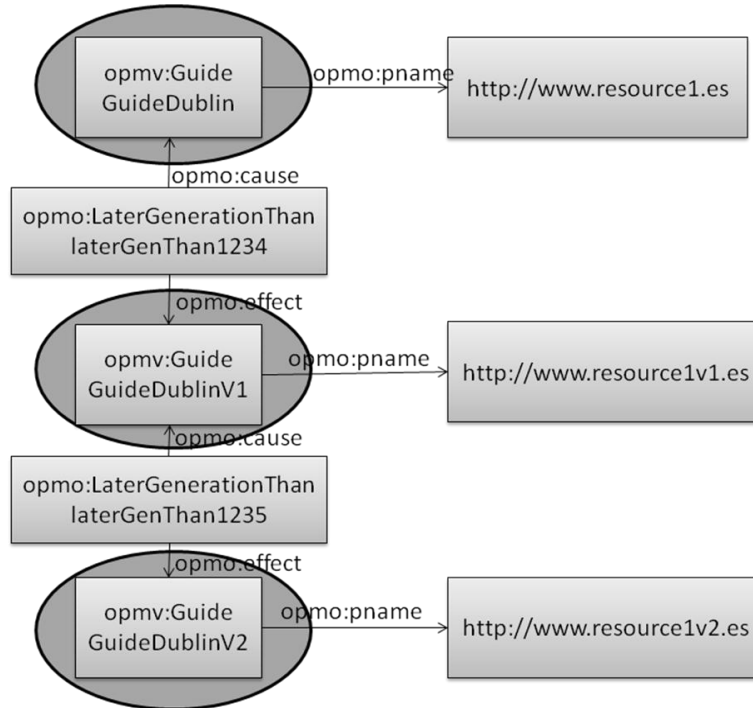 opmv:Guide
GuideDublin
opmo:pname
http://www.resource1.es
opmo:cause
opmo:LaterGenerationThan
laterGenThan1234
opmo:effect
opmv:Guide
GuideDublinV1
opmo:pname
http://www.resource1v1.es
opmo:cause
opmo:LaterGenerationThan
laterGenThan1235
opmo:effect
opmv:Guide
GuideDublinV2
opmo:pname
http://www.resource1v2.es